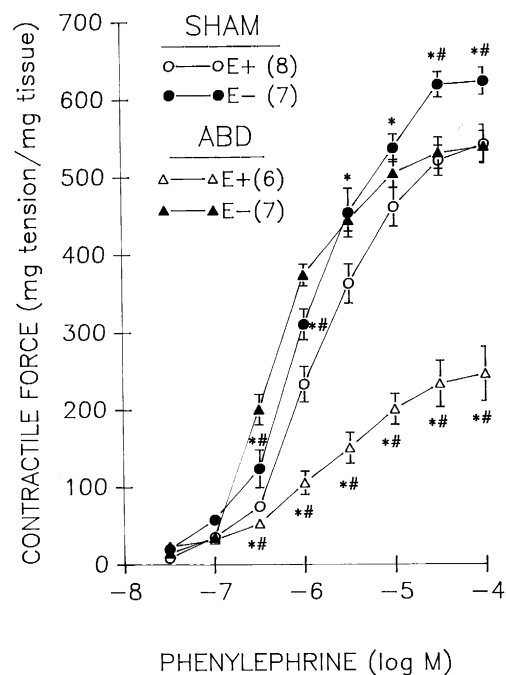 SHAM
E+ (8)
E− (7)
ABD
E+(6)
E−(7)
CONTRACTILE FORCE (mg tension/mg tissue)
700
600
500
400
300
200
100
0
*# *#
*
*
*#
*#
*#
*#
*#
*#
*#
*#
−8 −7 −6 −5 −4
PHENYLEPHRINE (log M)